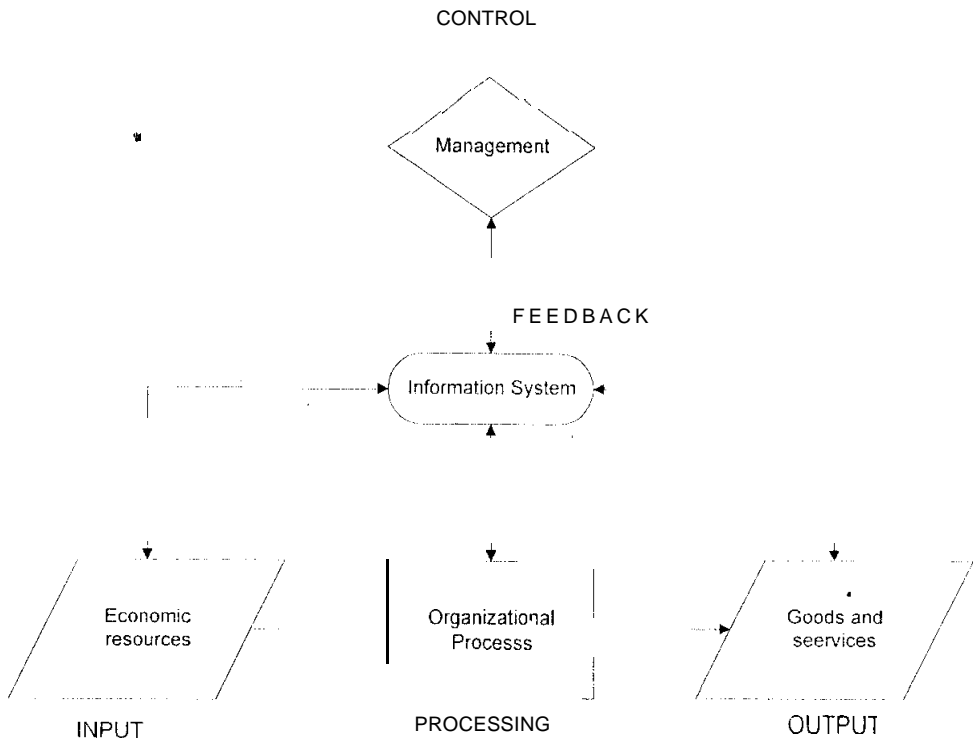 CONTROL
Management
FEEDBACK
Information System
Economic
resources
Organizational
Processs
Goods and
seervices
INPUT
PROCESSING
OUTPUT